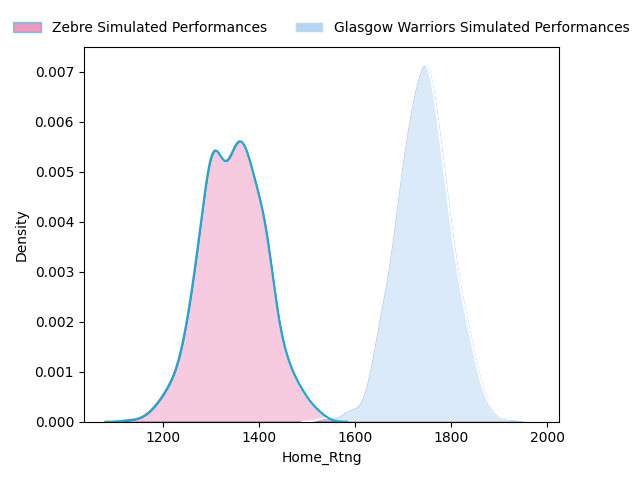 Zebre Simulated Performances Glasgow Warriors Simulated Performances
0.007
0.006
0.005
0.004
0.003
0.002
0.001
0.000
Density
1200 1400 1600 1800 2000
Home_Rtng